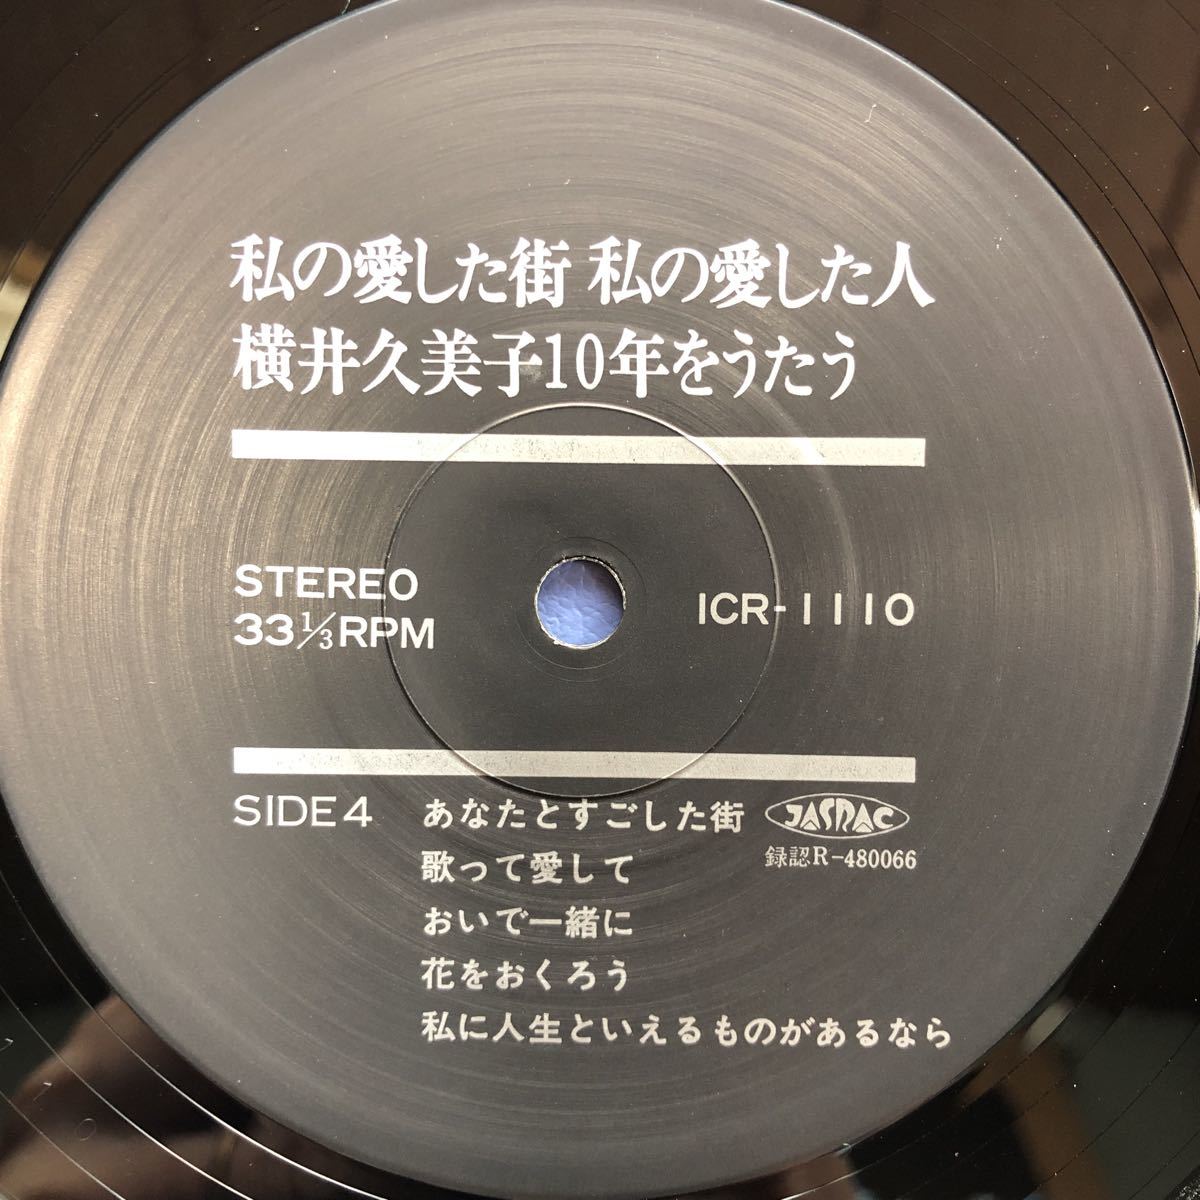 私の愛した街 私の愛した人
横井久美子10年をうたう
STEREO
33 1/3 RPM
ICR-1110
SIDE 4
あなたとすごした街
JASRAC
録認R-480066
歌って愛して
おいで一緒に
花をおくろう
私に人生といえるものがあるなら